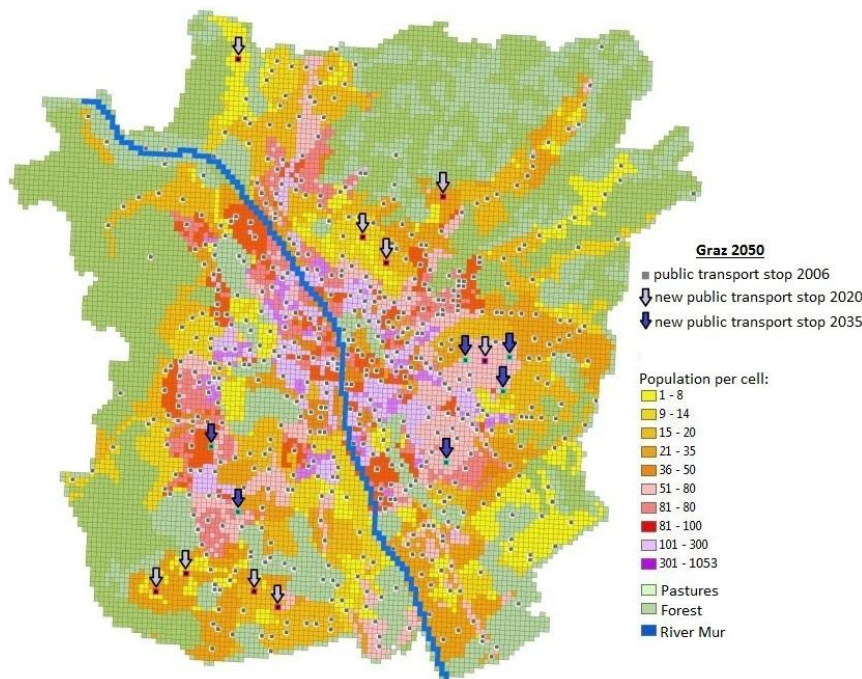 Graz 2050
public transport stop 2006
new public transport stop 2020
new public transport stop 2035
Population per cell:
1 - 8
9 - 14
15 - 20
21 - 35
36 - 50
51 - 80
81 - 80
81 - 100
101 - 300
301 - 1053
Pastures
Forest
River Mur